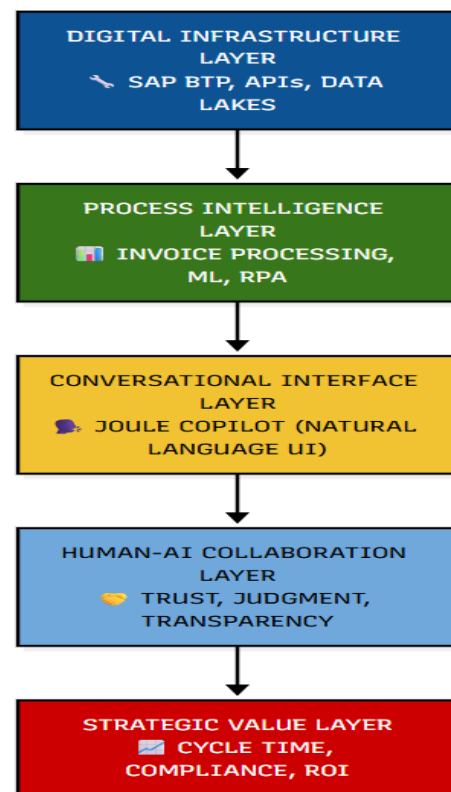 DIGITAL INFRASTRUCTURE
LAYER
🔧 SAP BTP, APIs, DATA
LAKES
PROCESS INTELLIGENCE
LAYER
📊 INVOICE PROCESSING,
ML, RPA
CONVERSATIONAL INTERFACE
LAYER
🗣️ JOULE COPILOT (NATURAL
LANGUAGE UI)
HUMAN-AI COLLABORATION
LAYER
🤝 TRUST, JUDGMENT,
TRANSPARENCY
STRATEGIC VALUE LAYER
📈 CYCLE TIME,
COMPLIANCE, ROI